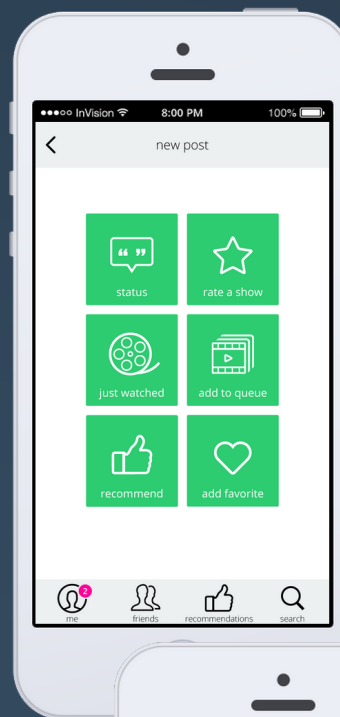 ●●●○○ InVision 8:00 PM 100%
new post
status rate a show
just watched add to queue
recommend add favorite
2
me friends recommendations search